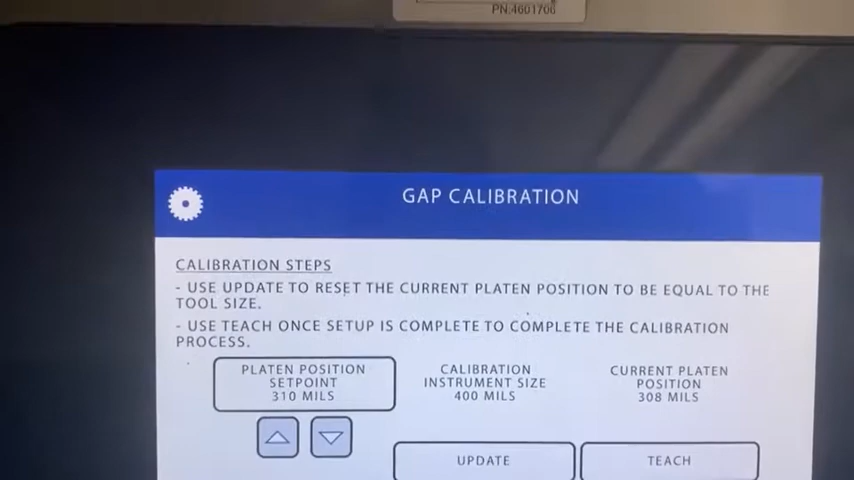 PN.4601706
GAP CALIBRATION
CALIBRATION STEPS
- USE UPDATE TO RESET THE CURRENT PLATEN POSITION TO BE EQUAL TO THE
TOOL SIZE.
- USE TEACH ONCE SETUP IS COMPLETE TO COMPLETE THE CALIBRATION
PROCESS.
PLATEN POSITION
SETPOINT
310 MILS
CALIBRATION
INSTRUMENT SIZE
400 MILS
CURRENT PLATEN
POSITION
308 MILS
UPDATE
TEACH